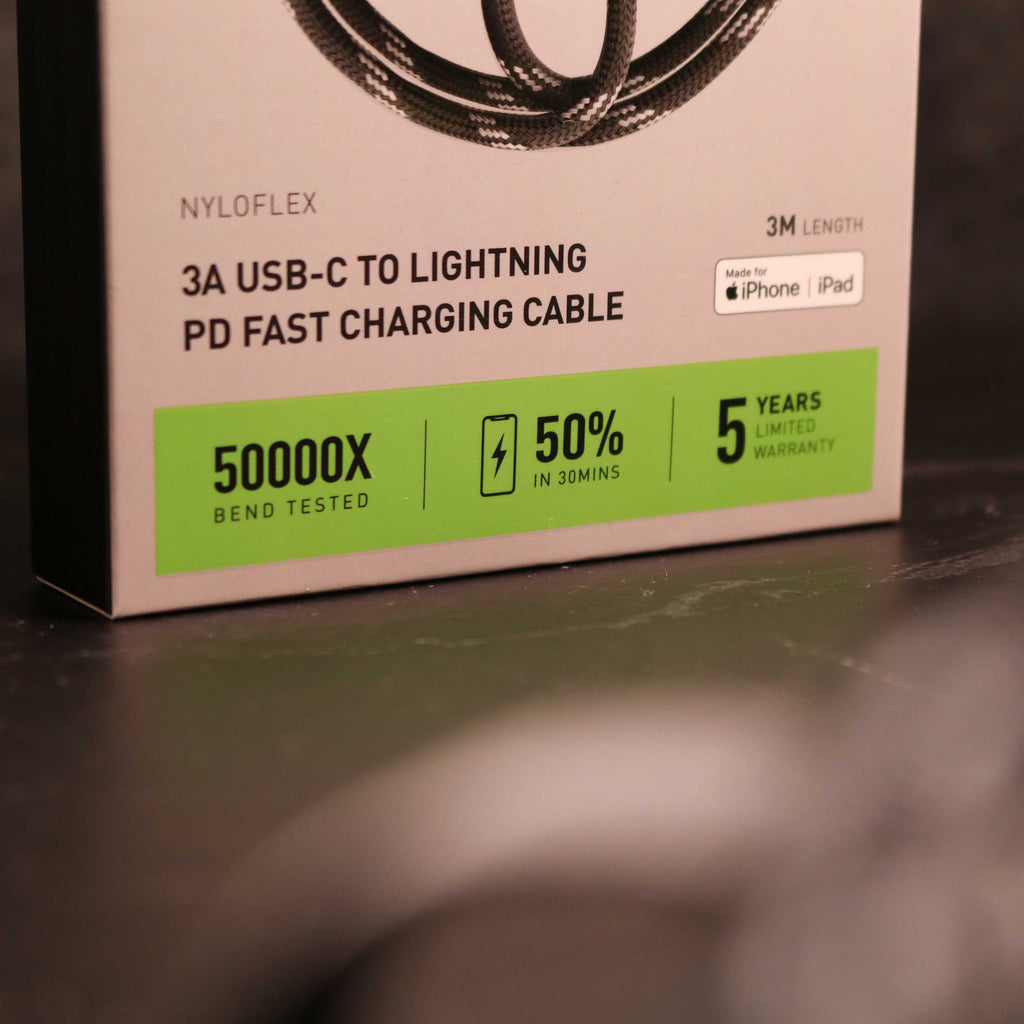 NYLOFLEX
3A USB-C TO LIGHTNING
PD FAST CHARGING CABLE
3M LENGTH
Made for
iPhone | iPad
50000X
BEND TESTED
50%
IN 30MINS
5 YEARS
LIMITED
WARRANTY